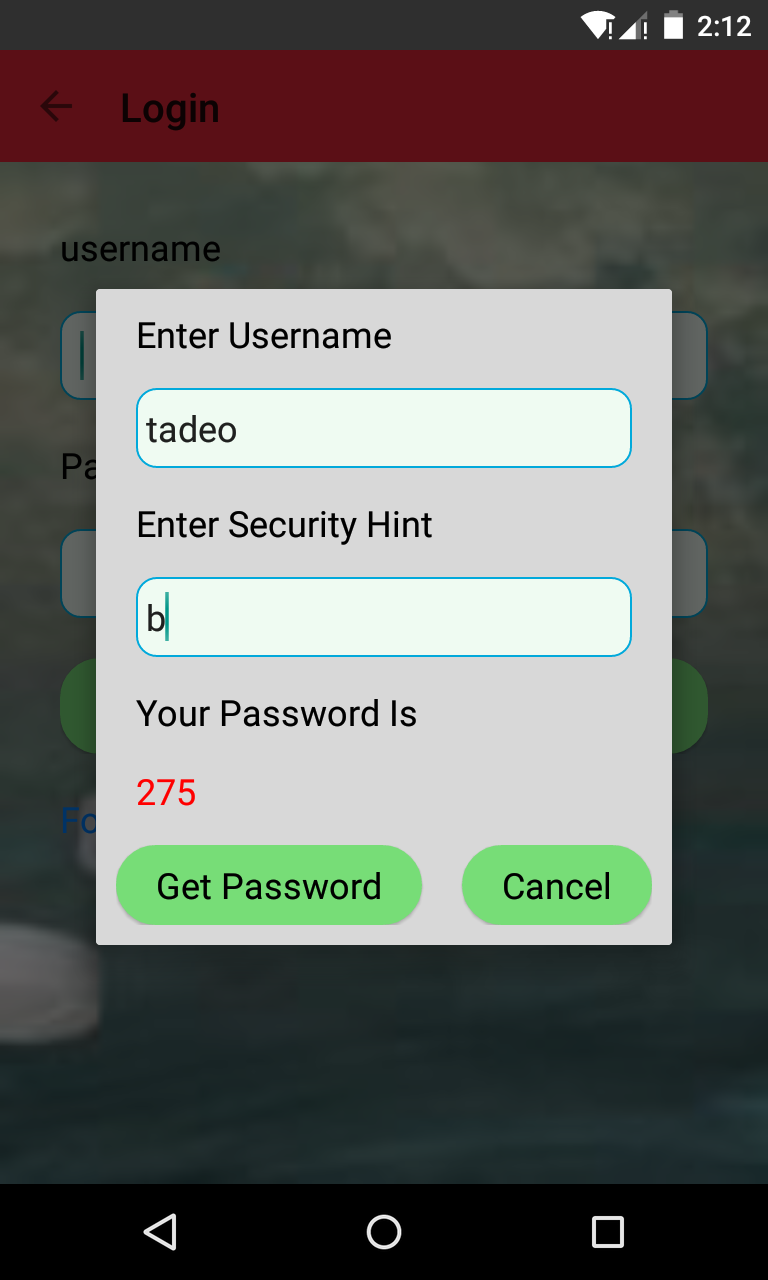 2:12
Login
username
Enter Username
tadeo
Pa
Enter Security Hint
b
Your Password Is
275
Fo
Get Password
Cancel